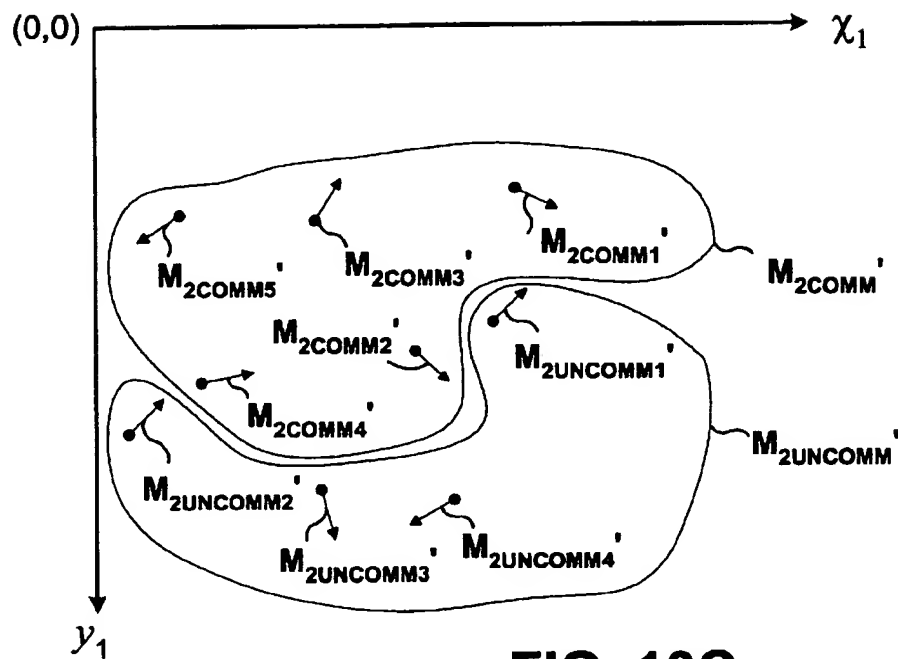 (0,0)
χ₁
M₂COMM₅'
M₂COMM₃'
M₂COMM₁'
M₂COMM'
M₂COMM₂'
M₂UNCOMM₁'
M₂COMM₄'
M₂UNCOMM'
M₂UNCOMM₂'
M₂UNCOMM₃'
M₂UNCOMM₄'
y₁